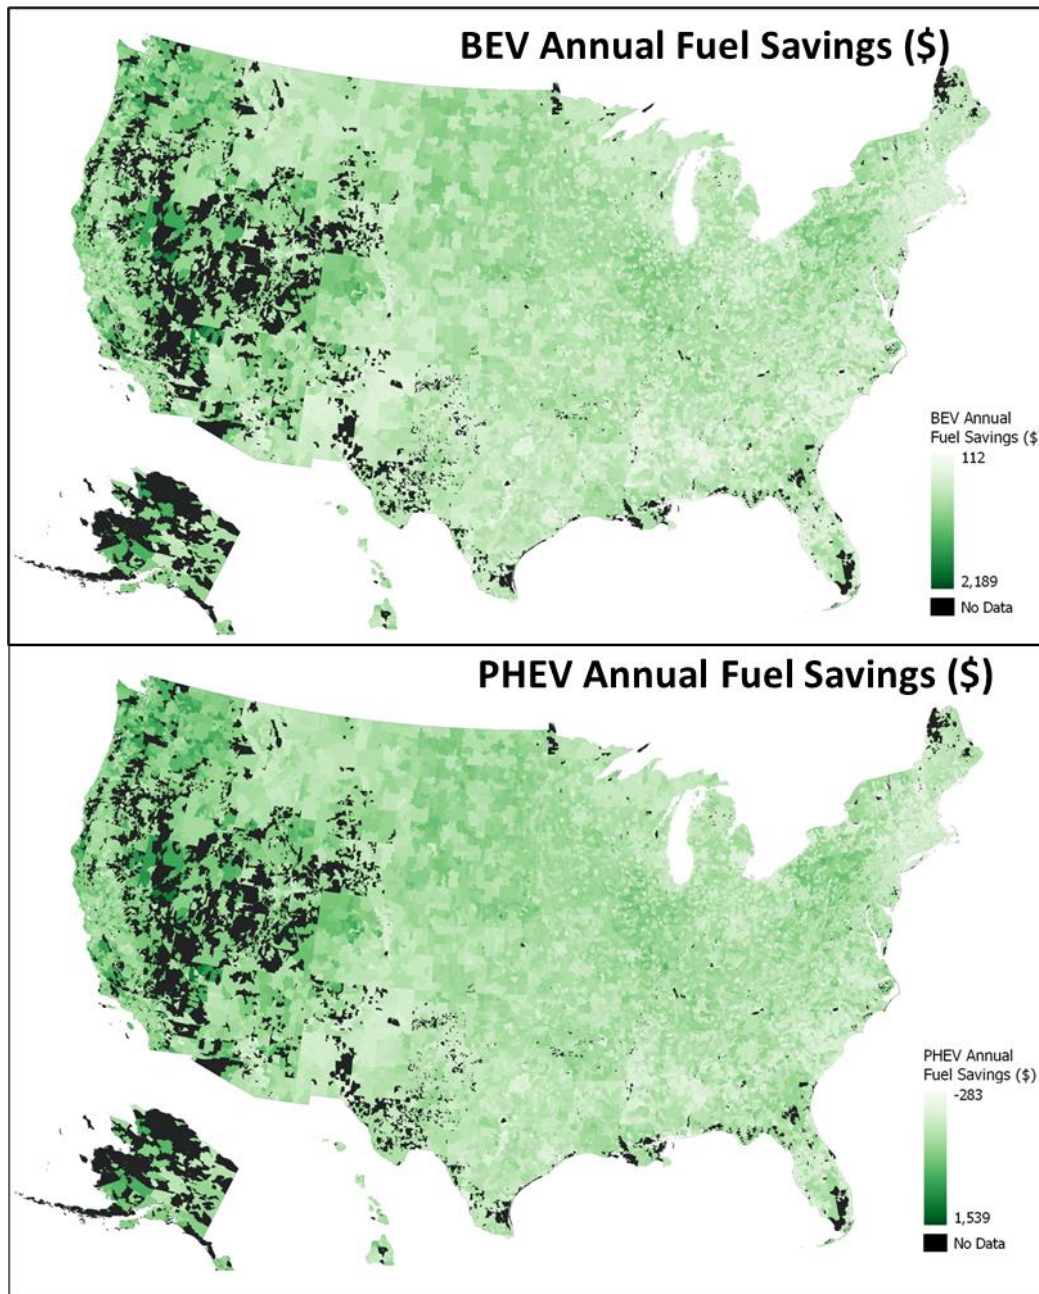 BEV Annual Fuel Savings ($)
BEV Annual
Fuel Savings ($
112
2,189
No Data
PHEV Annual Fuel Savings ($)
PHEV Annual
Fuel Savings ($)
-283
1,539
No Data